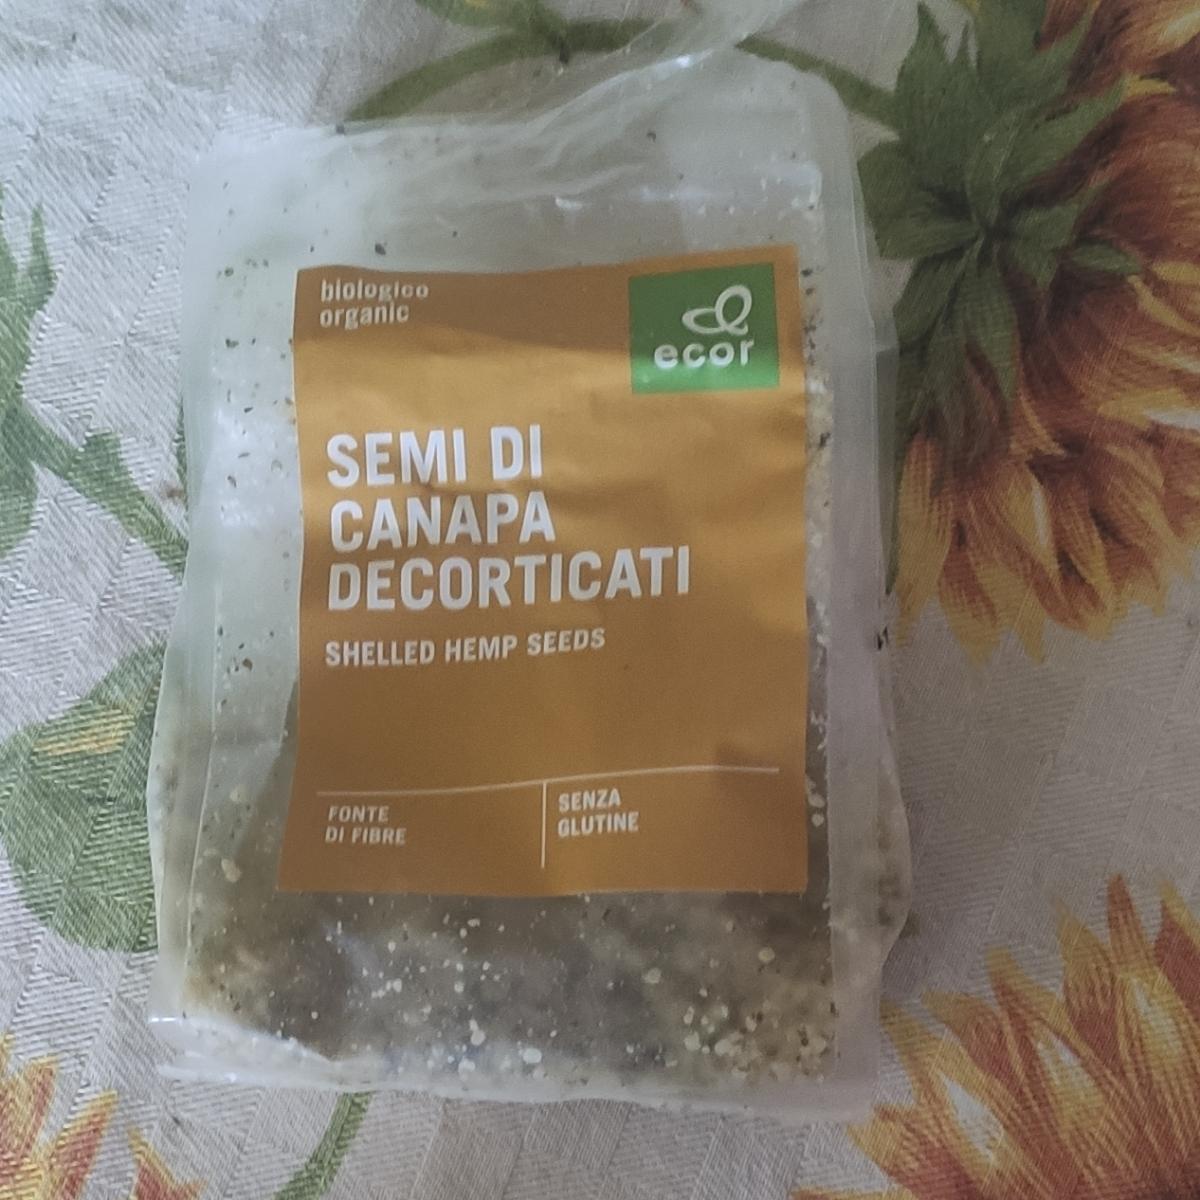 biologico
organic
ecor
SEMI DI
CANAPA
DECORTICATI
SHELLED HEMP SEEDS
FONTE
DI FIBRE
SENZA
GLUTINE